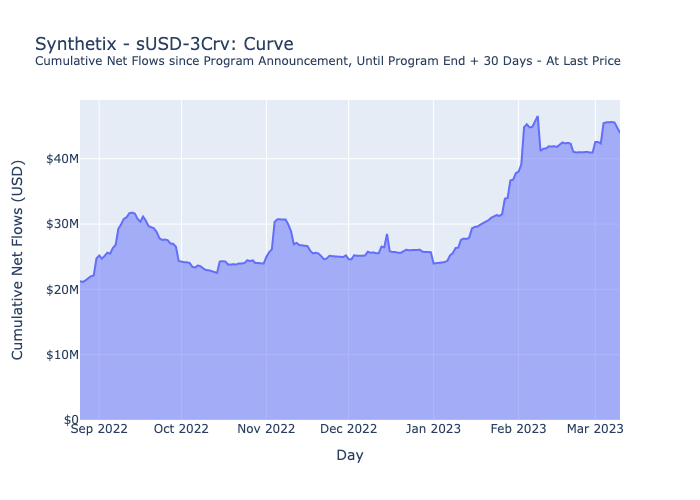 Synthetix - sUSD-3Crv: Curve
Cumulative Net Flows since Program Announcement, Until Program End + 30 Days - At Last Price
Cumulative Net Flows (USD)
$40M
$30M
$20M
$10M
$0
Sep 2022 Oct 2022 Nov 2022 Dec 2022 Jan 2023 Feb 2023 Mar 2023
Day